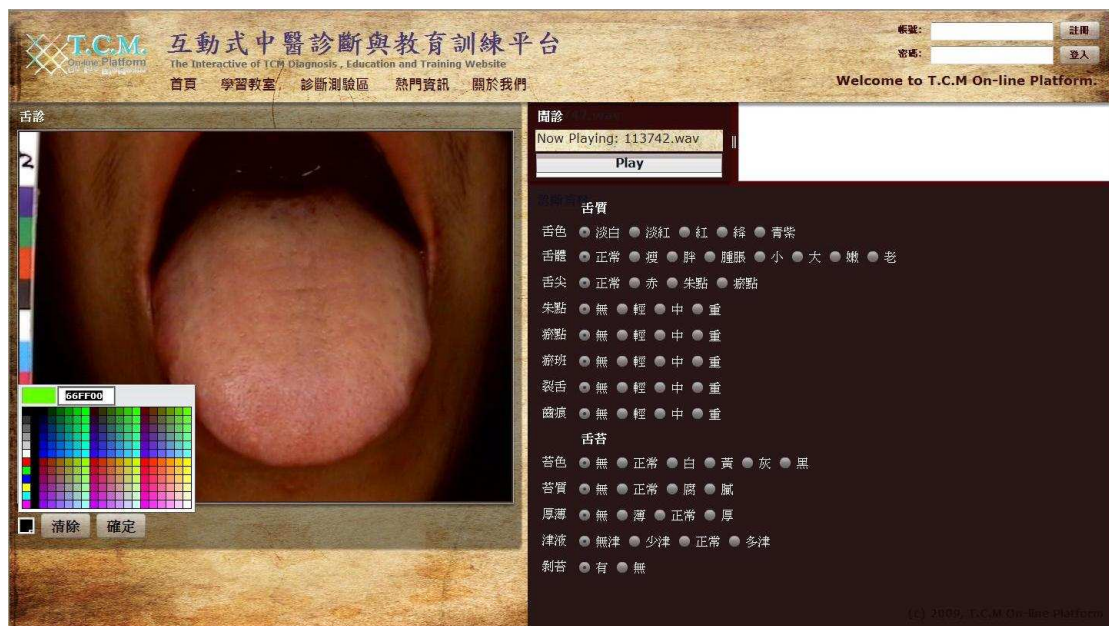 T.C.M.
On-line Platform
互動式中醫診斷與教育訓練平台
The Interactive of TCM Diagnosis , Education and Training Website
首頁 學習教室 診斷測驗區 熱門資訊 關於我們
帳號: 註冊
密碼: 登入
Welcome to T.C.M On-line Platform.
舌診
2
66FF00
清除 確定
聞診
Now Playing: 113742.wav
Play
舌質
舌色 淡白 淡紅 紅 絳 青紫
舌體 正常 瘦 胖 腫脹 小 大 嫩 老
舌尖 正常 赤 朱點 瘀點
朱點 無 輕 中 重
瘀點 無 輕 中 重
瘀班 無 輕 中 重
裂舌 無 輕 中 重
齒痕 無 輕 中 重
舌苔
苔色 無 正常 白 黃 灰 黑
苔質 無 正常 腐 膩
厚薄 無 薄 正常 厚
津液 無津 少津 正常 多津
剝苔 有 無
(c) 2009, T.C.M On-line Platform